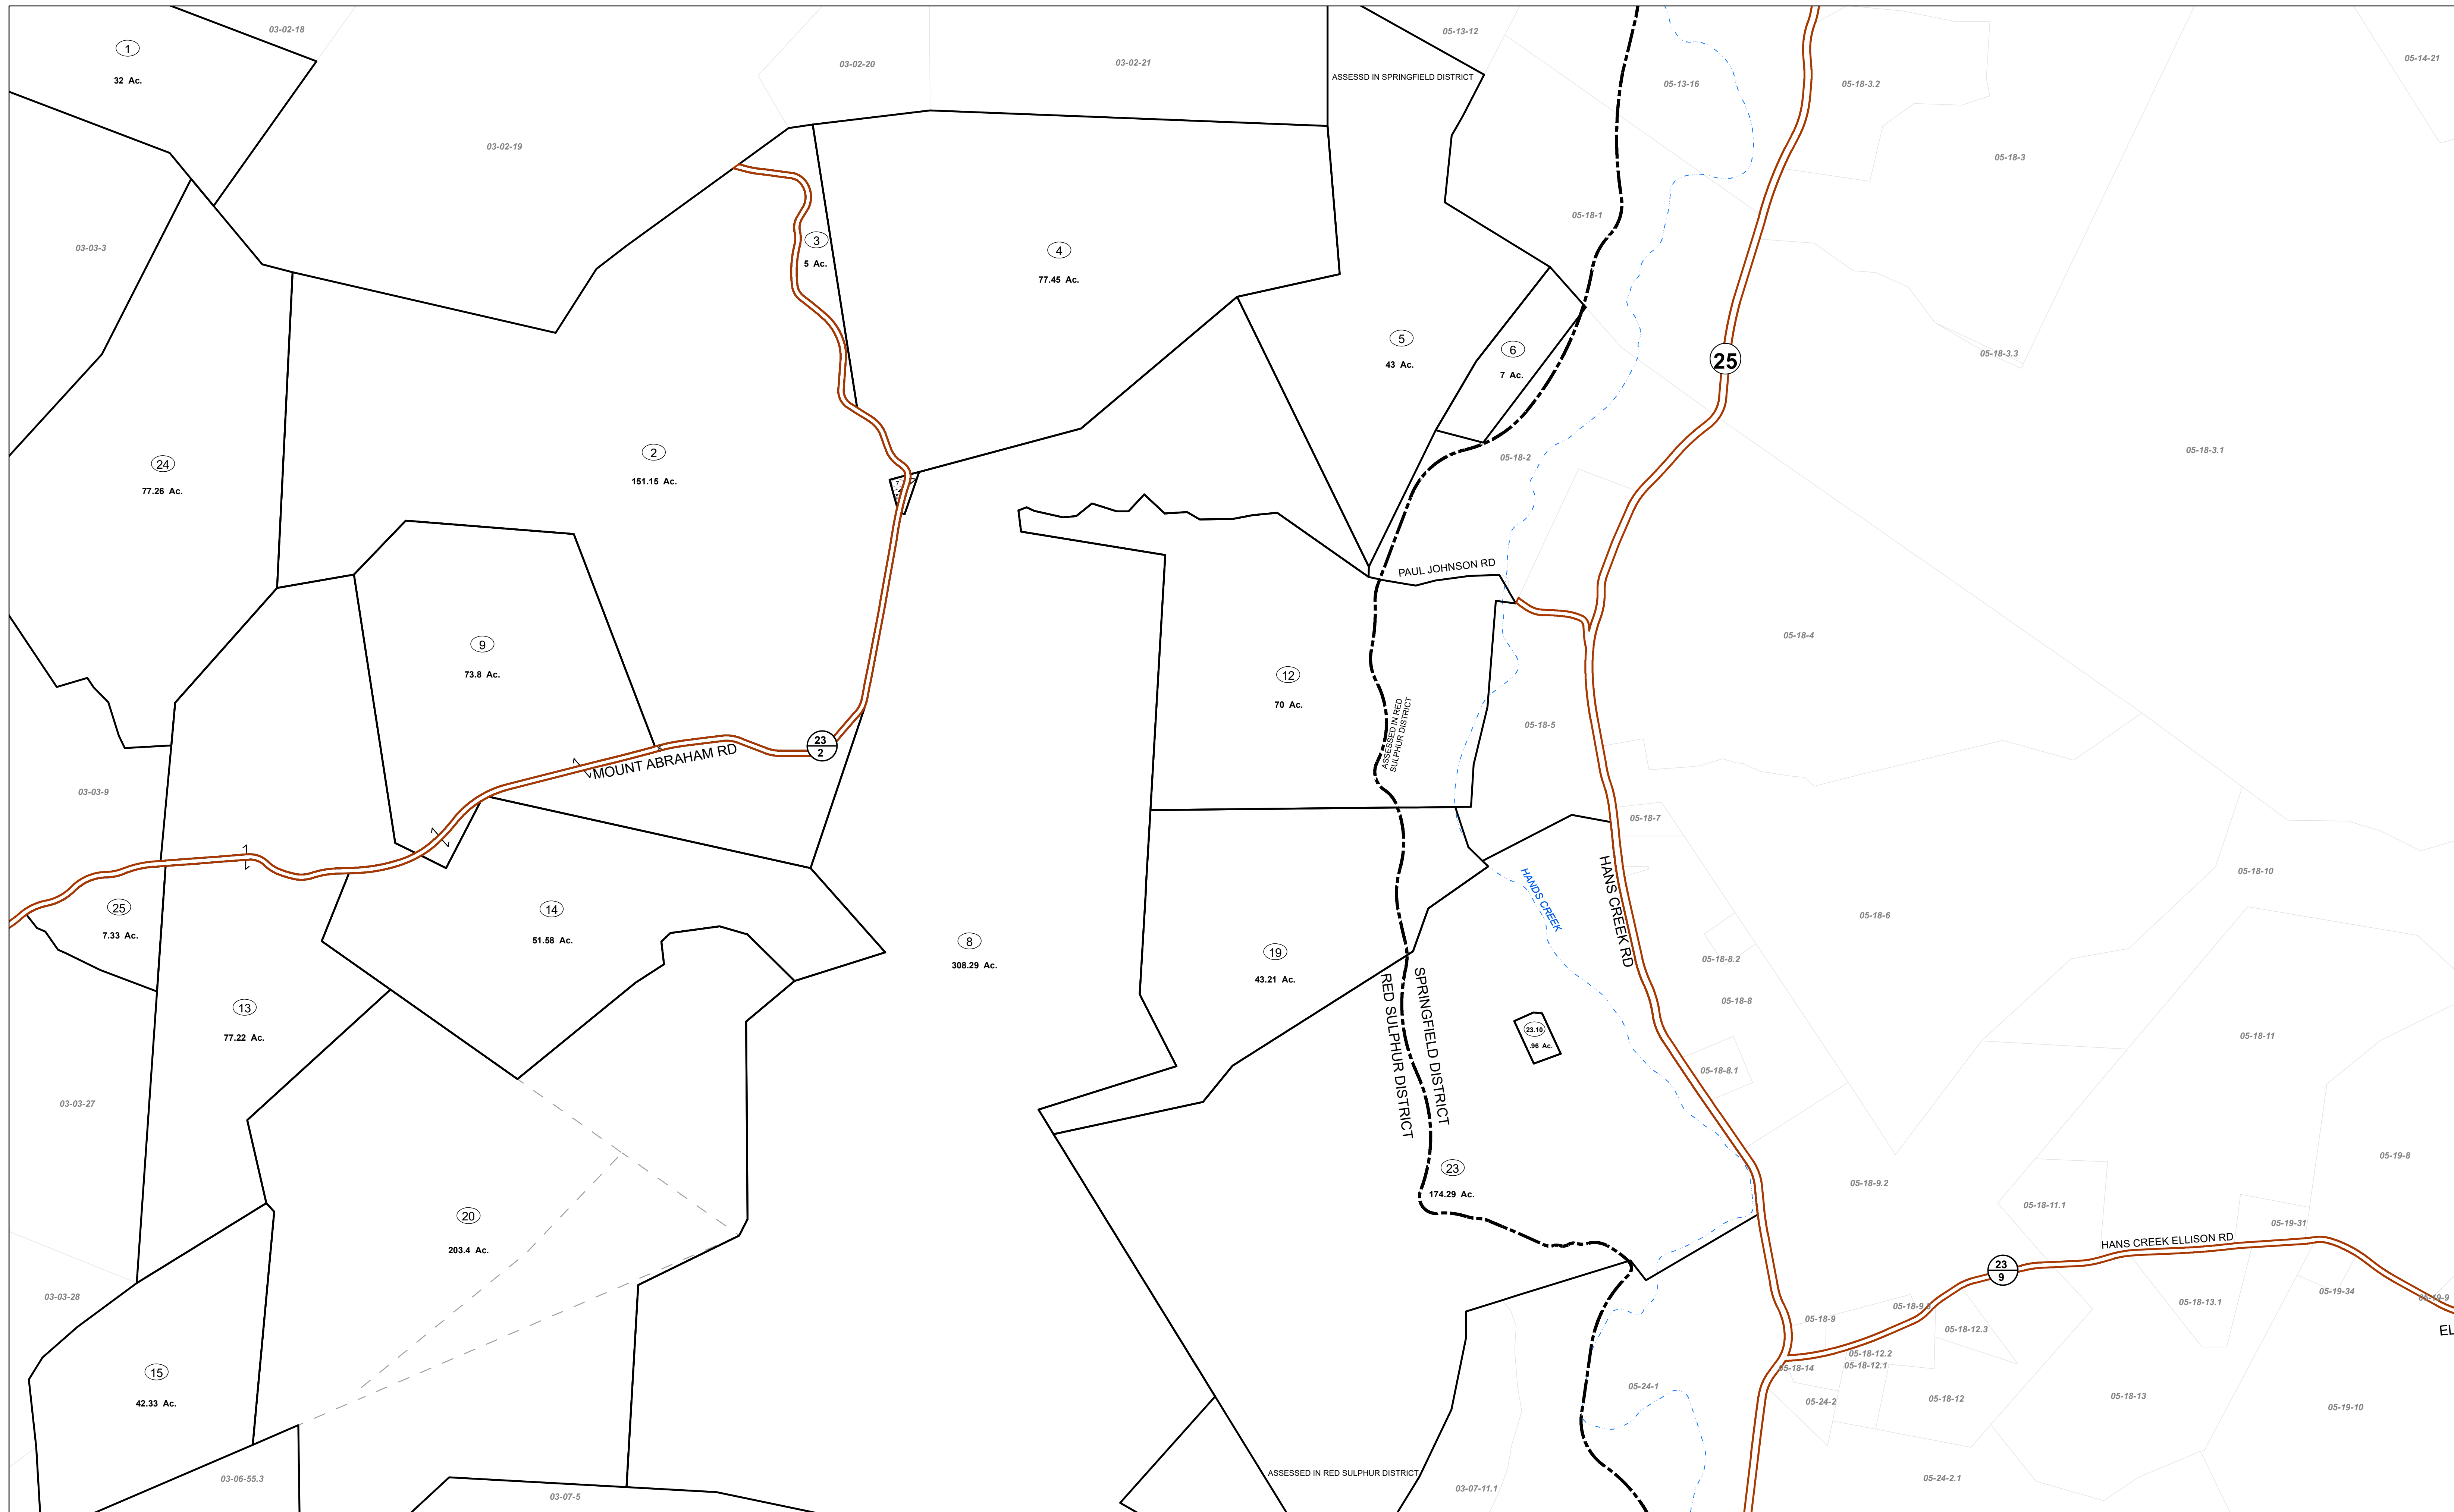 03-02-18
1
32 Ac.
03-02-20
03-02-21
05-13-12
ASSESSD IN SPRINGFIELD DISTRICT
05-13-16
05-18-3.2
05-14-21
03-02-19
05-18-3
03-03-3
3
5 Ac.
4
77.45 Ac.
05-18-1
5
43 Ac.
6
7 Ac.
25
05-18-3.3
24
77.26 Ac.
2
151.15 Ac.
7
05-18-2
05-18-3.1
PAUL JOHNSON RD
9
73.8 Ac.
12
70 Ac.
05-18-4
ASSESSED IN RED
SULPHUR DISTRICT
05-18-5
23
2
MOUNT ABRAHAM RD
03-03-9
05-18-7
HANS CREEK RD
HANDS CREEK
05-18-10
25
7.33 Ac.
14
51.58 Ac.
8
308.29 Ac.
19
43.21 Ac.
05-18-6
05-18-8.2
13
77.22 Ac.
RED SULPHUR DISTRICT
SPRINGFIELD DISTRICT
23.10
.96 Ac.
05-18-8
05-18-11
05-18-8.1
03-03-27
23
174.29 Ac.
05-19-8
05-18-9.2
05-18-11.1
20
203.4 Ac.
05-19-31
HANS CREEK ELLISON RD
23
9
03-03-28
05-18-9
05-18-13.1
05-19-34
05-19-9
05-18-12.3
EL
05-18-12.2
05-18-12.1
05-18-14
15
42.33 Ac.
05-24-1
05-24-2
05-18-12
05-18-13
05-19-10
ASSESSED IN RED SULPHUR DISTRICT
03-06-55.3
03-07-5
03-07-11.1
05-24-2.1